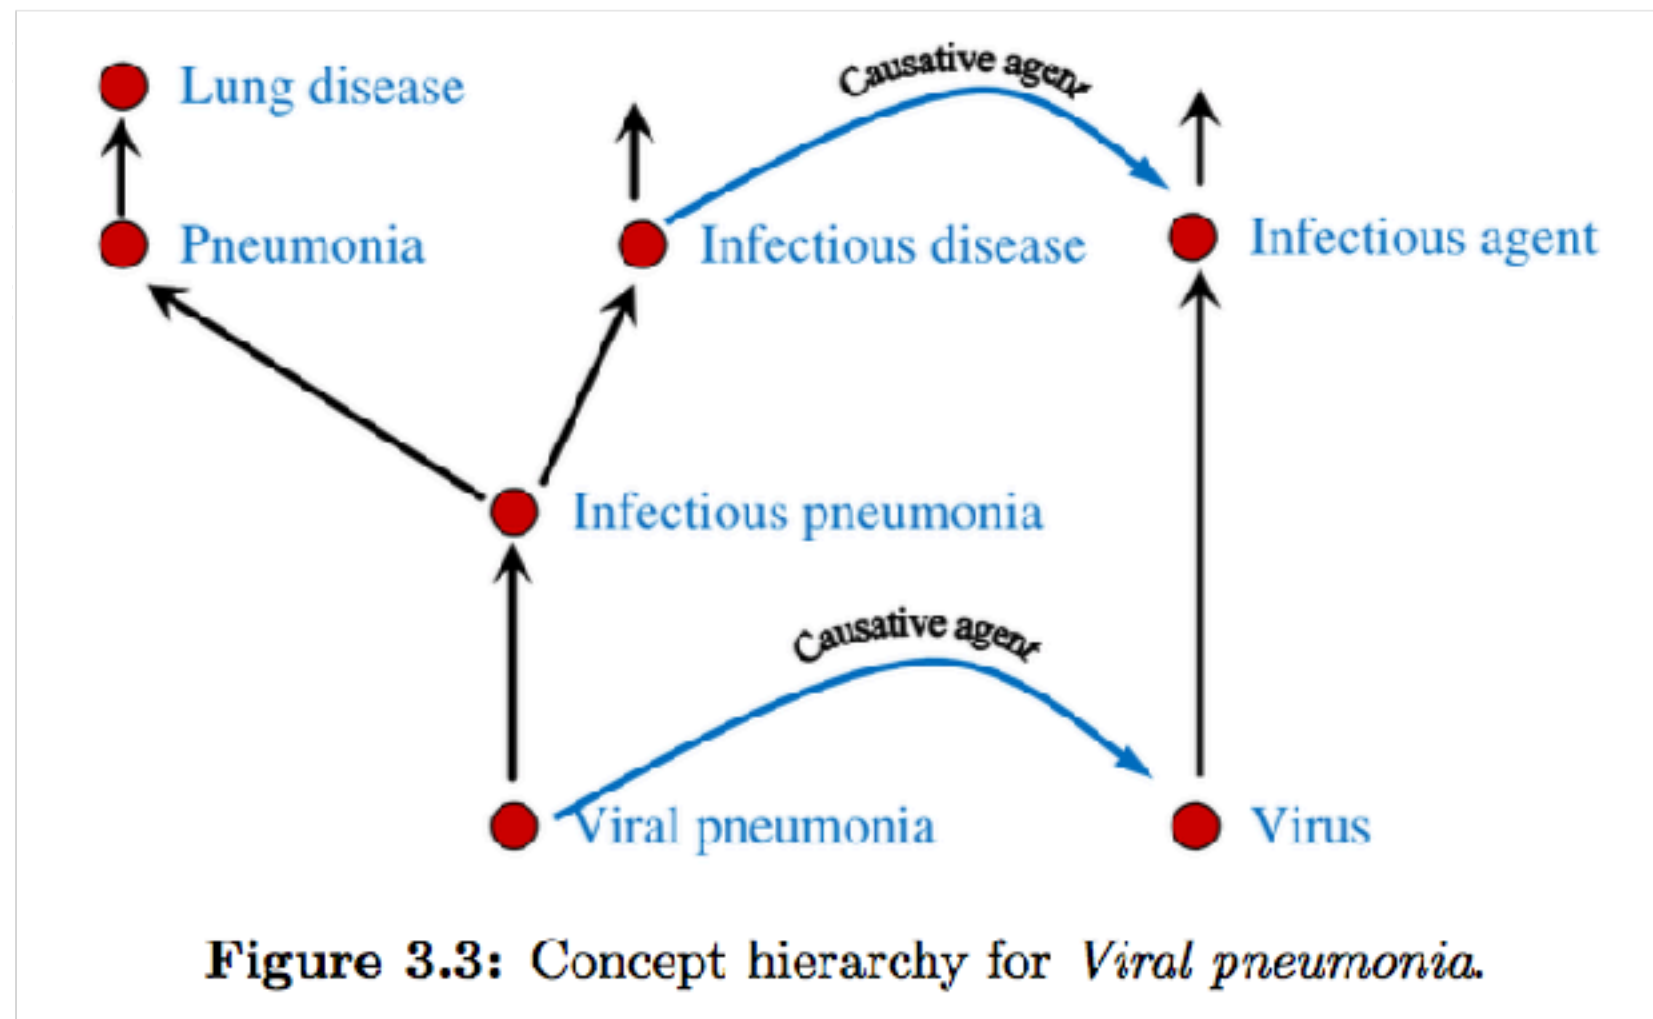 Causative agent
Lung disease
Pneumonia
Infectious disease
Infectious agent
Infectious pneumonia
Causative agent
Viral pneumonia
Virus
Figure 3.3: Concept hierarchy for Viral pneumonia.